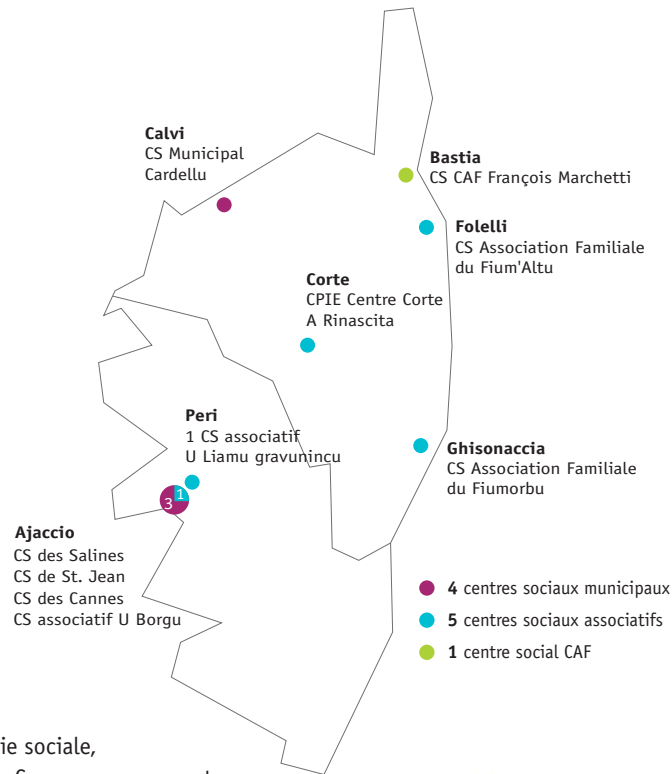 Calvi
CS Municipal
Cardellu
Bastia
CS CAF François Marchetti
Folelli
CS Association Familiale
du Fium'Altu
Corte
CPIE Centre Corte
A Rinascita
Peri
1 CS associatif
U Liamu gravunincu
Ghisonaccia
CS Association Familiale
du Fiumorbu
3
1
Ajaccio
CS des Salines
CS de St. Jean
CS des Cannes
CS associatif U Borgu
4 centres sociaux municipaux
5 centres sociaux associatifs
1 centre social CAF
ie sociale,